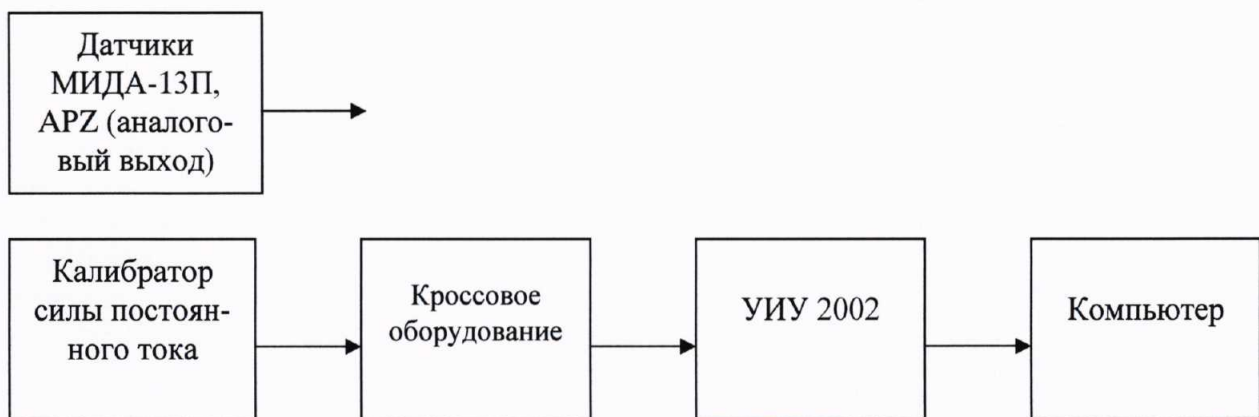 Датчики
МИДА-13П,
APZ (аналого-
вый выход)
Калибратор
силы постоян-
ного тока
Кроссовое
оборудование
УИУ 2002
Компьютер